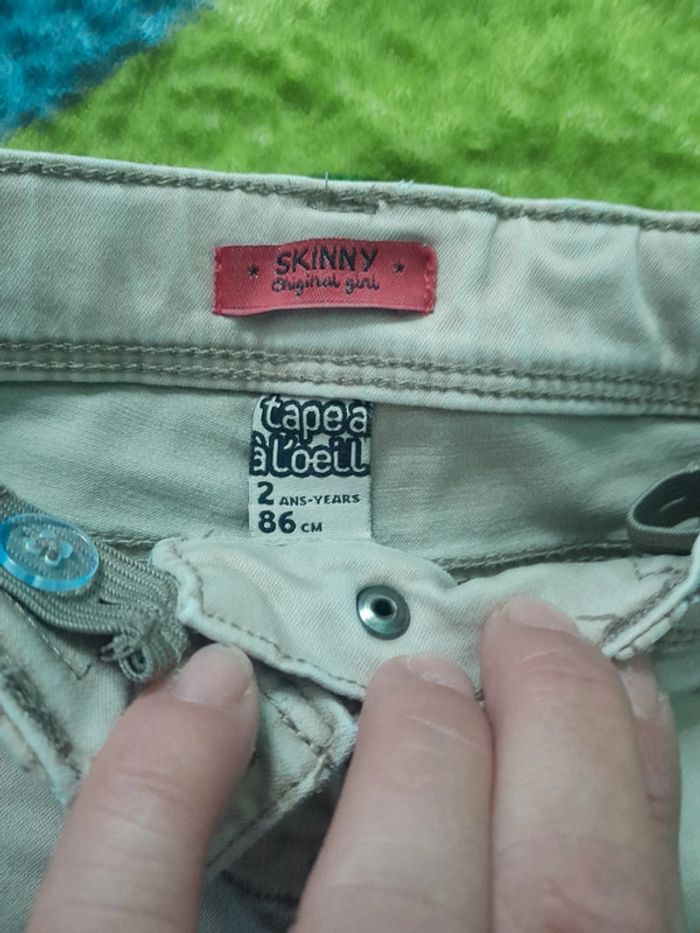 SKINNY
Original girl
tape à
à l'oeil
2 ANS-YEARS
86 CM